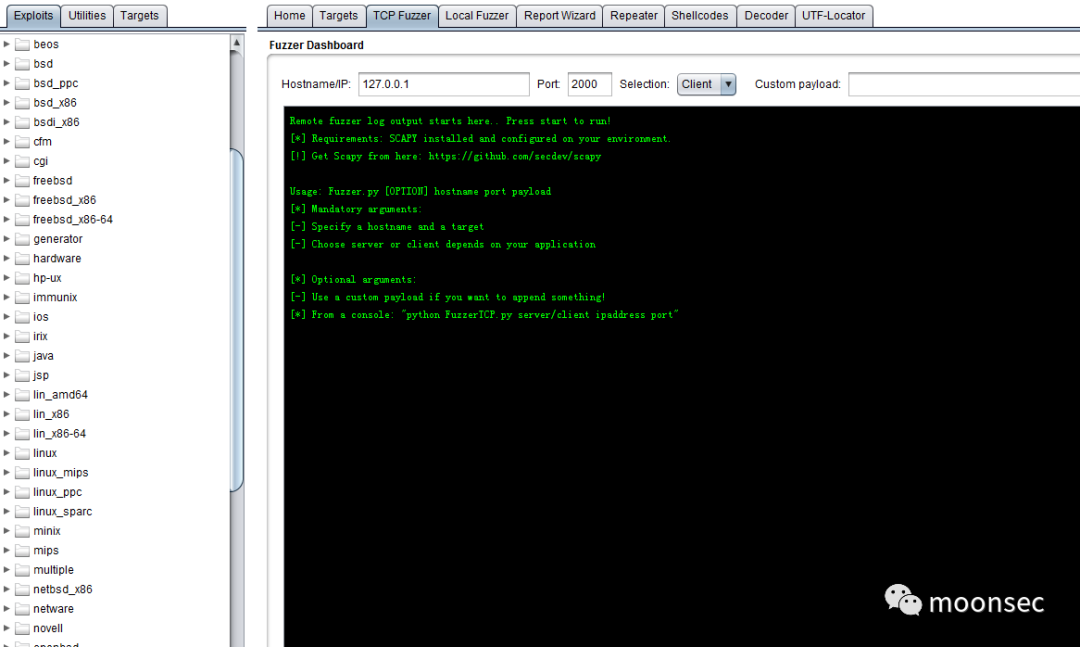 Exploits Utilities Targets
beos
bsd
bsd_ppc
bsd_x86
bsdi_x86
cfm
cgi
freebsd
freebsd_x86
freebsd_x86-64
generator
hardware
hp-ux
immunix
ios
irix
java
jsp
lin_amd64
lin_x86
lin_x86-64
linux
linux_mips
linux_ppc
linux_sparc
minix
mips
multiple
netbsd_x86
netware
novell
openbsd
Home Targets TCP Fuzzer Local Fuzzer Report Wizard Repeater Shellcodes Decoder UTF-Locator
Fuzzer Dashboard
Hostname/IP: 127.0.0.1 Port: 2000 Selection: Client Custom payload:
Remote fuzzer log output starts here.. Press start to run!
[*] Requirements: SCAPY installed and configured on your environment.
[!] Get Scapy from here: https://github.com/secdev/scapy
Usage: Fuzzer.py [OPTION] hostname port payload
[*] Mandatory arguments:
[-] Specify a hostname and a target
[-] Choose server or client depends on your application
[*] Optional arguments:
[-] Use a custom payload if you want to append something!
[*] From a console: "python FuzzerTCP.py server/client ipaddress port"
moonsec